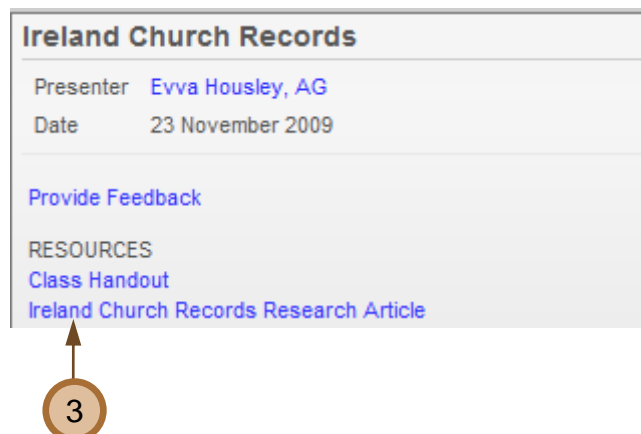 Ireland Church Records
Presenter Evva Housley, AG
Date 23 November 2009
Provide Feedback
RESOURCES
Class Handout
Ireland Church Records Research Article
3